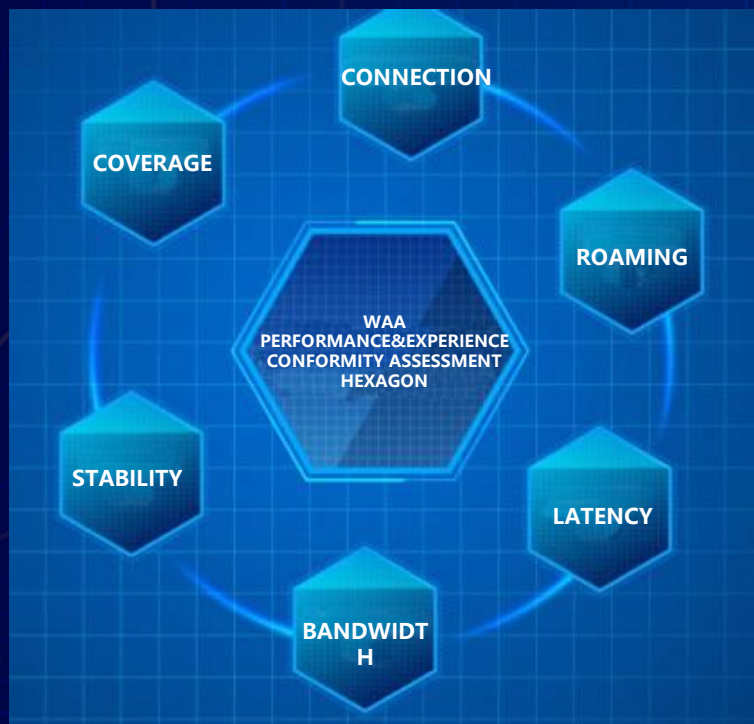 CONNECTION
COVERAGE
ROAMING
WAA
PERFORMANCE&EXPERIENCE
CONFORMITY ASSESSMENT
HEXAGON
STABILITY
LATENCY
BANDWIDT
H